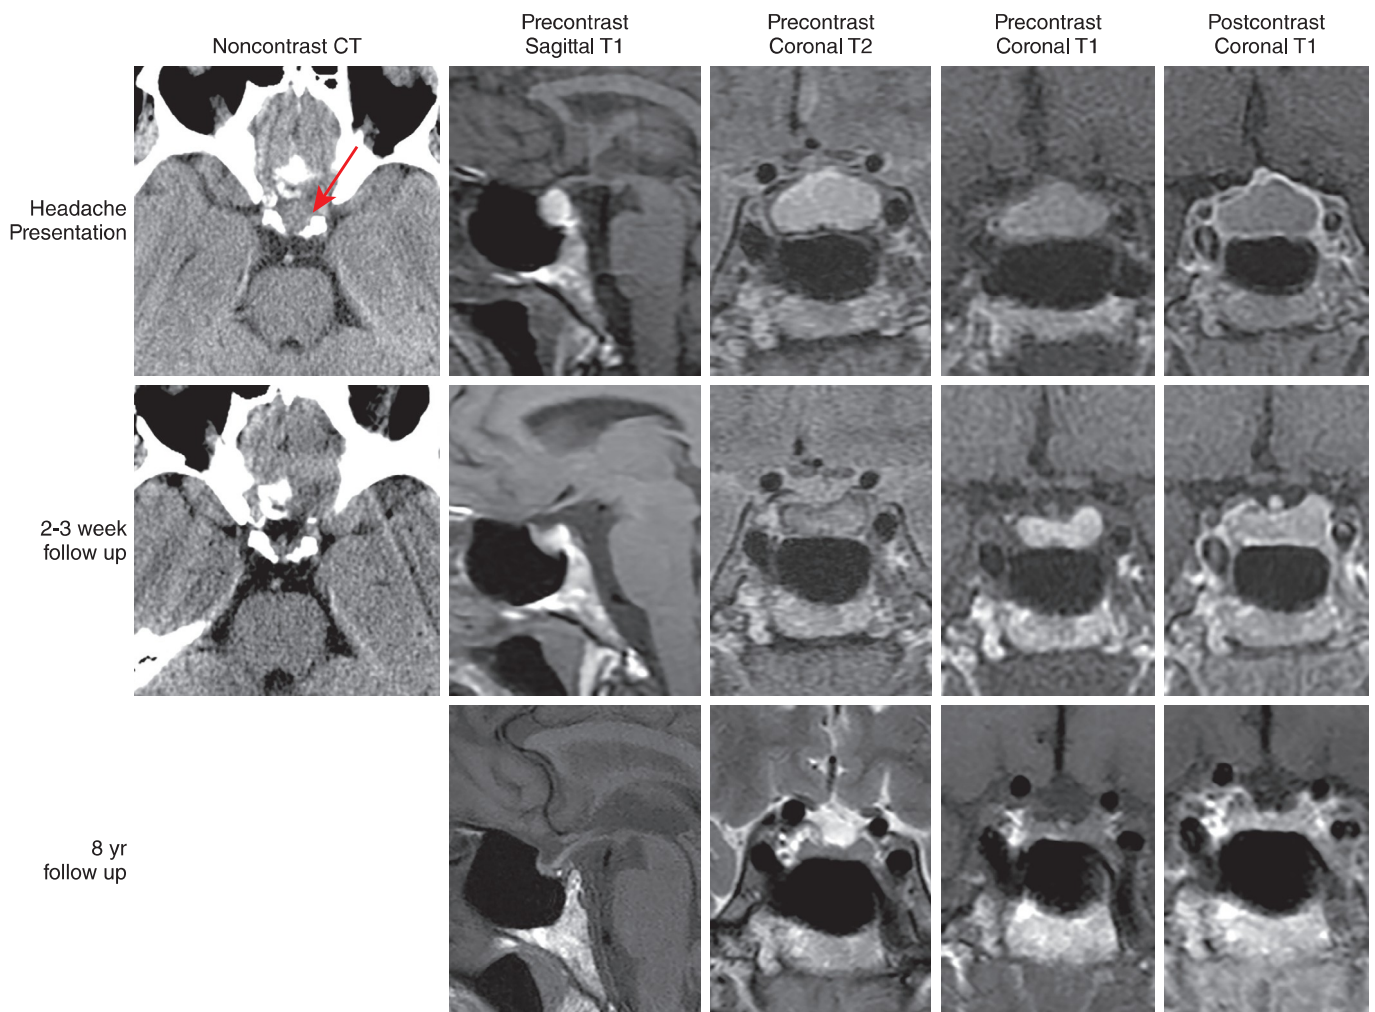 Noncontrast CT
Precontrast
Sagittal T1
Precontrast
Coronal T2
Precontrast
Coronal T1
Postcontrast
Coronal T1
Headache
Presentation
2-3 week
follow up
8 yr
follow up